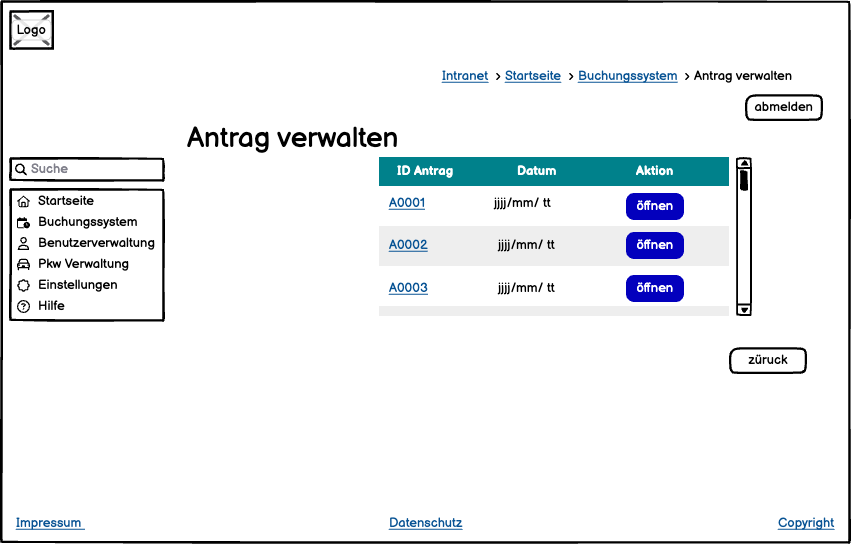 Logo
Intranet > Startseite > Buchungssystem > Antrag verwalten
abmelden
Antrag verwalten
Suche
Startseite
Buchungssystem
Benutzerverwaltung
Pkw Verwaltung
Einstellungen
Hilfe
ID Antrag Datum Aktion
A0001 jjjj/mm/ tt öffnen
A0002 jjjj/mm/ tt öffnen
A0003 jjjj/mm/ tt öffnen
züruck
Impressum Datenschutz Copyright